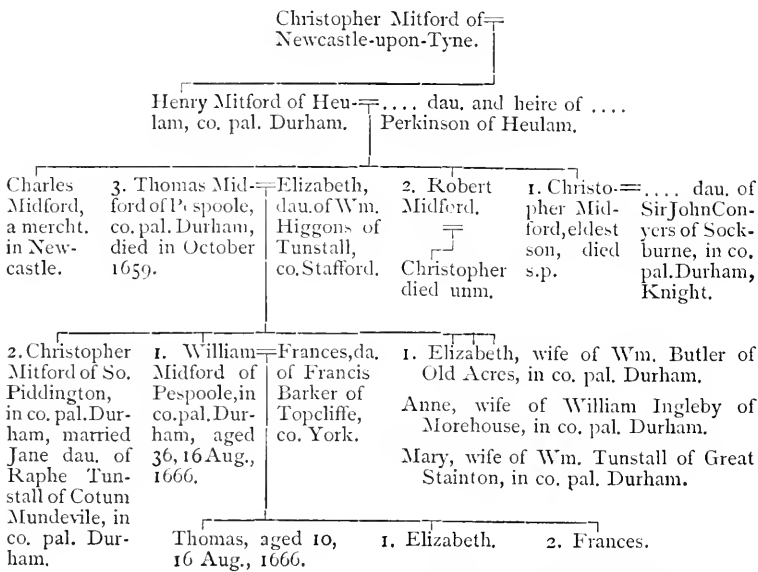 Christopher Mitford of
Newcastle-upon-Tyne.
Henry Mitford of Heu-
lam, co. pal. Durham.
.... dau. and heire of ....
Perkinson of Heulam.
Charles
Midford,
a mercht.
in New-
castle.
3. Thomas Mid-
ford of Pespoole,
co. pal. Durham,
died in October
1659.
Elizabeth,
dau. of Wm.
Higgons of
Tunstall,
co. Stafford.
2. Robert
Midford.
Christopher
died unm.
1. Christo-
pher Mid-
ford, eldest
son, died
s.p.
.... dau. of
Sir John Con-
yers of Sock-
burne, in co.
pal. Durham,
Knight.
2. Christopher
Mitford of So.
Piddington,
in co. pal. Dur-
ham, married
Jane dau. of
Raphe Tun-
stall of Cotum
Mundevile, in
co. pal. Dur-
ham.
1. William
Midford of
Pespoole, in
co. pal. Dur-
ham, aged
36, 16 Aug.,
1666.
Frances, da.
of Francis
Barker of
Topcliffe,
co. York.
1. Elizabeth, wife of Wm. Butler of
Old Acres, in co. pal. Durham.
Anne, wife of William Ingleby of
Morehouse, in co. pal. Durham.
Mary, wife of Wm. Tunstall of Great
Stainton, in co. pal. Durham.
Thomas, aged 10,
16 Aug., 1666.
1. Elizabeth.
2. Frances.